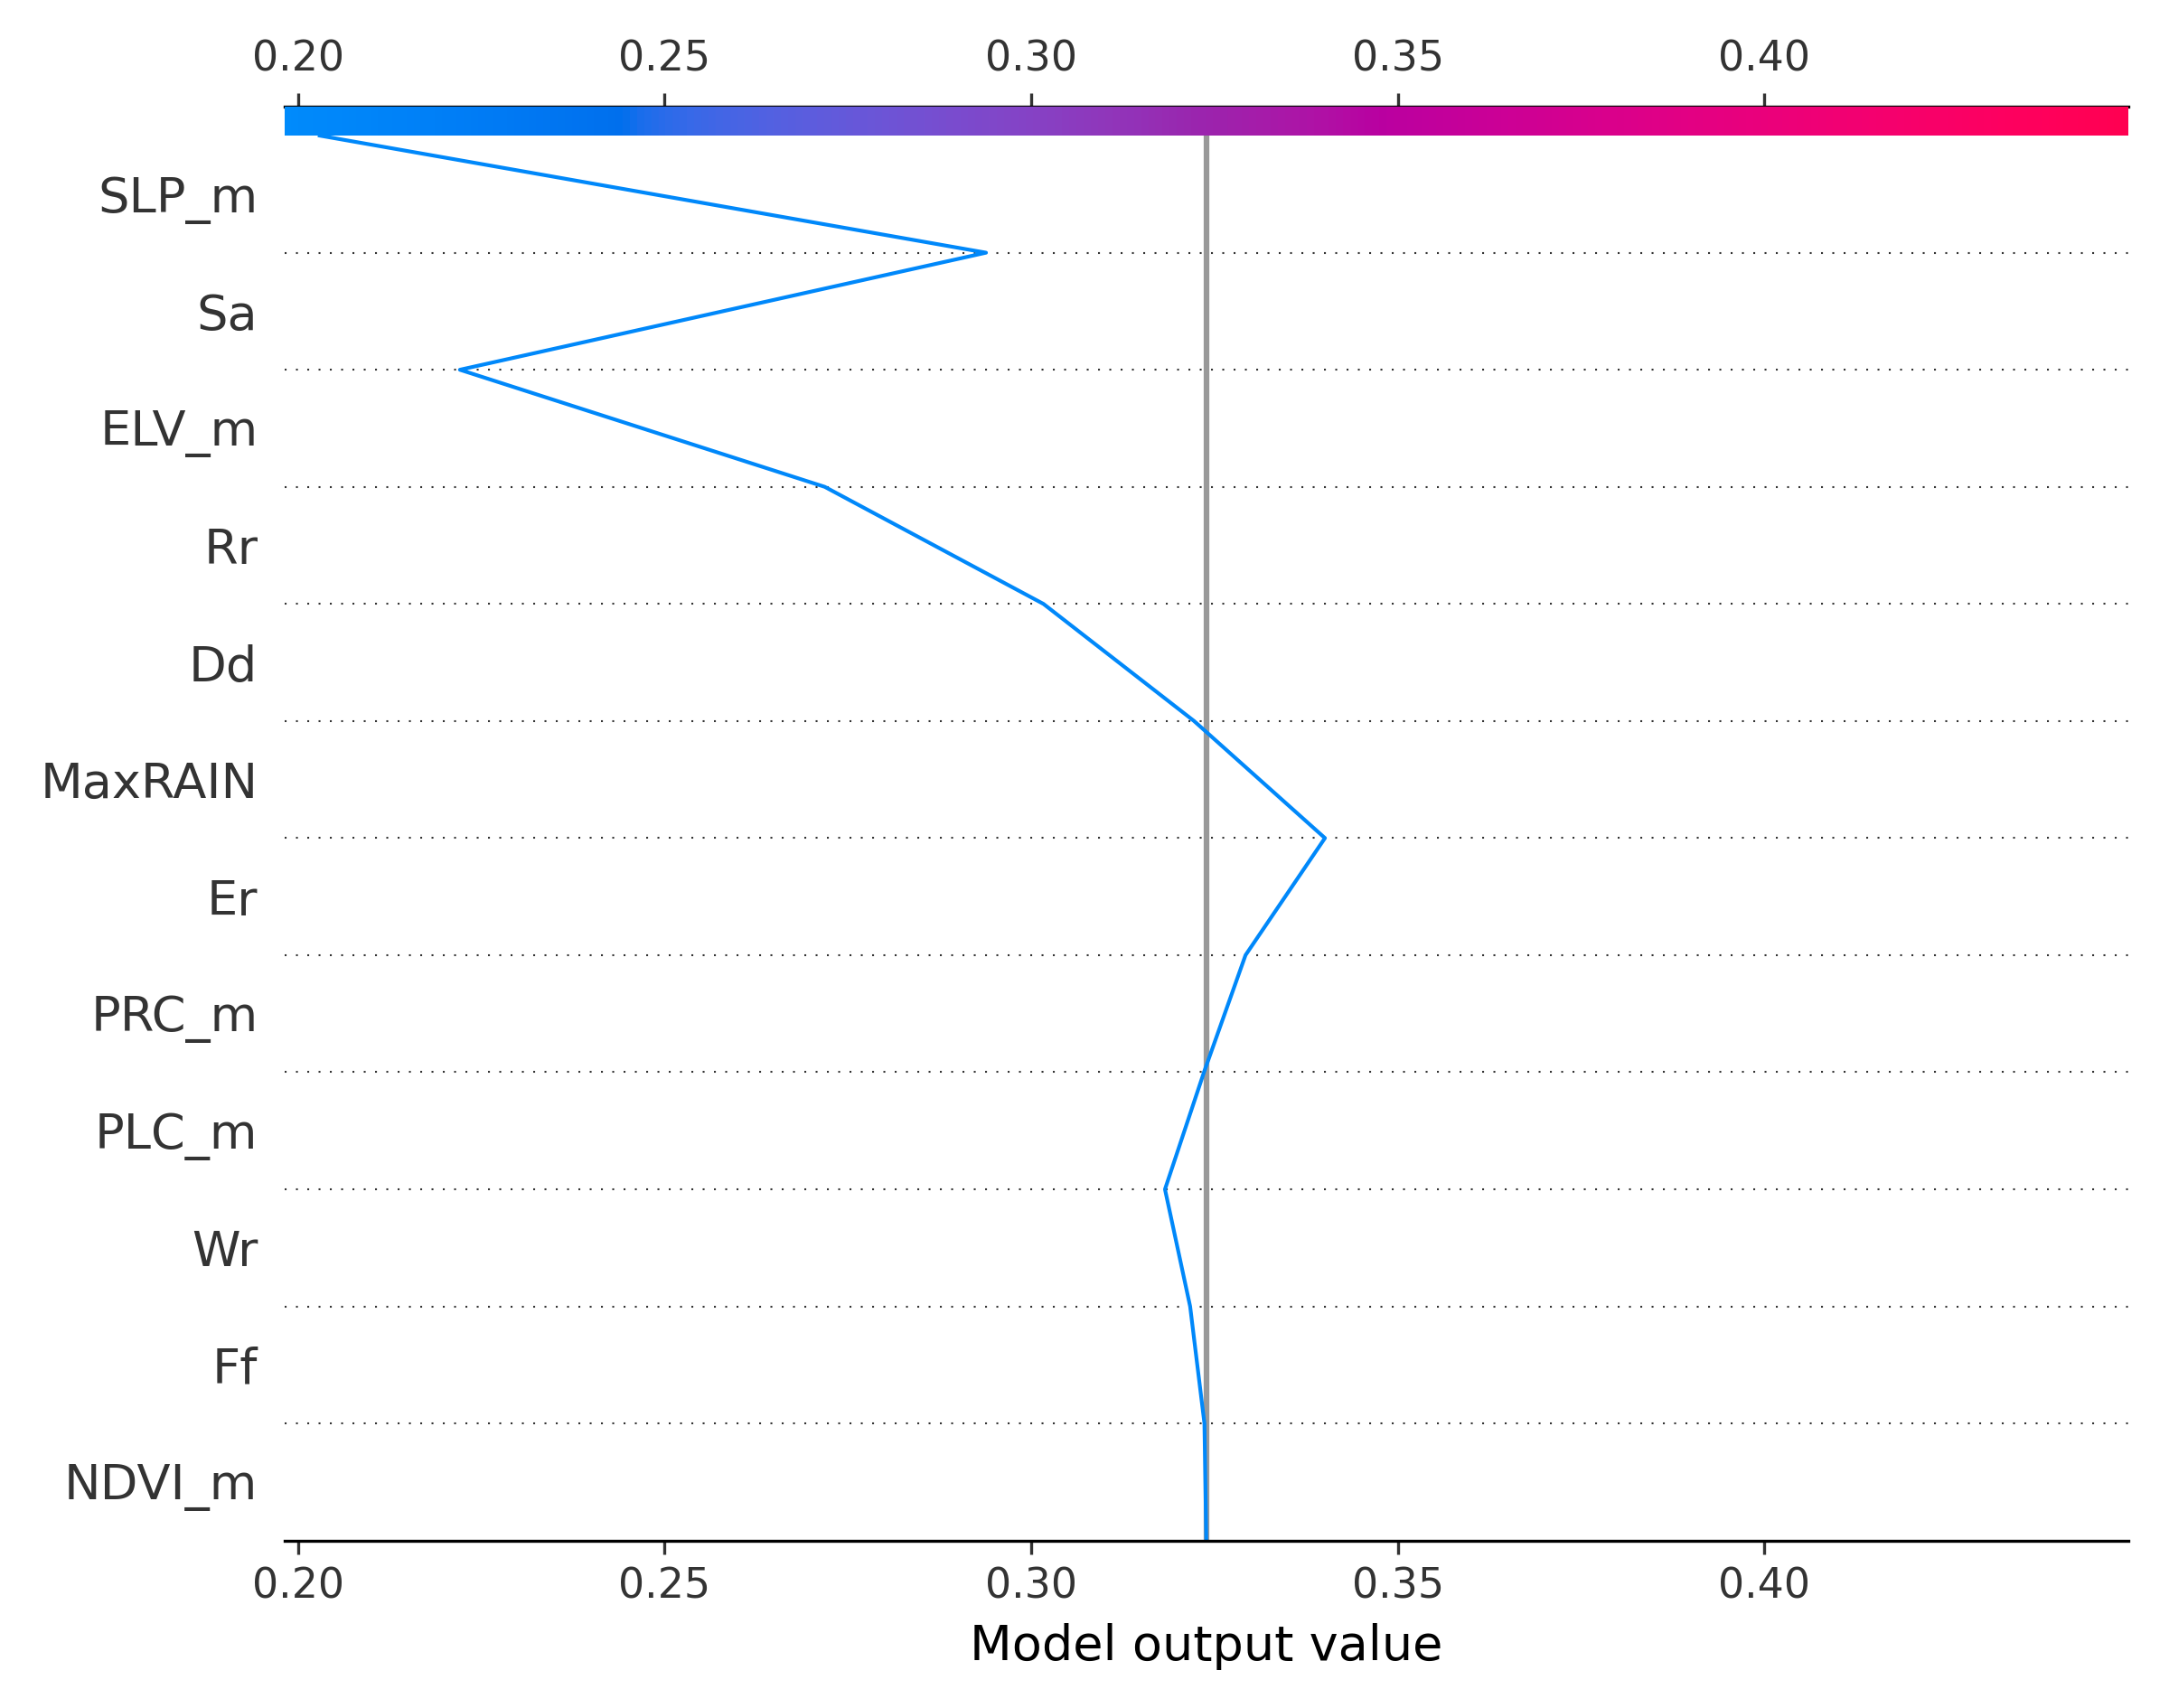 0.20 0.25 0.30 0.35 0.40
SLP_m
Sa
ELV_m
Rr
Dd
MaxRAIN
Er
PRC_m
PLC_m
Wr
Ff
NDVI_m
0.20 0.25 0.30 0.35 0.40
Model output value